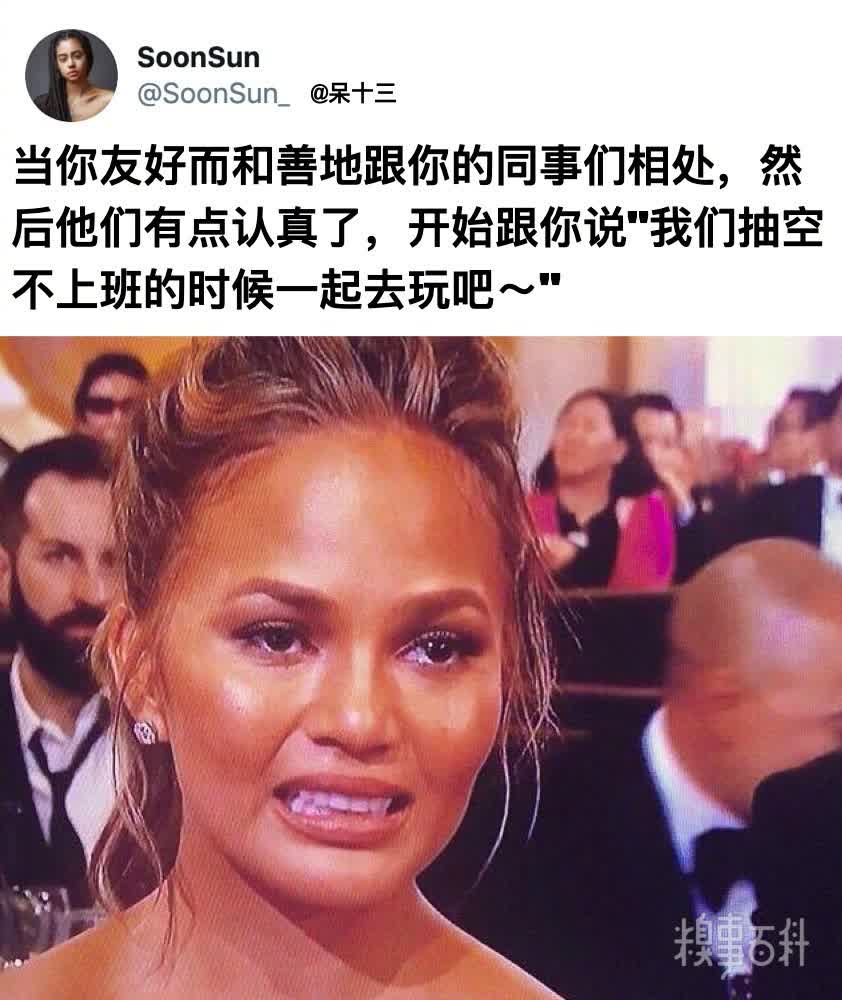 SoonSun
@SoonSun_ @呆十三
当你友好而和善地跟你的同事们相处，然
后他们有点认真了，开始跟你说"我们抽空
不上班的时候一起去玩吧～"
糗事百科